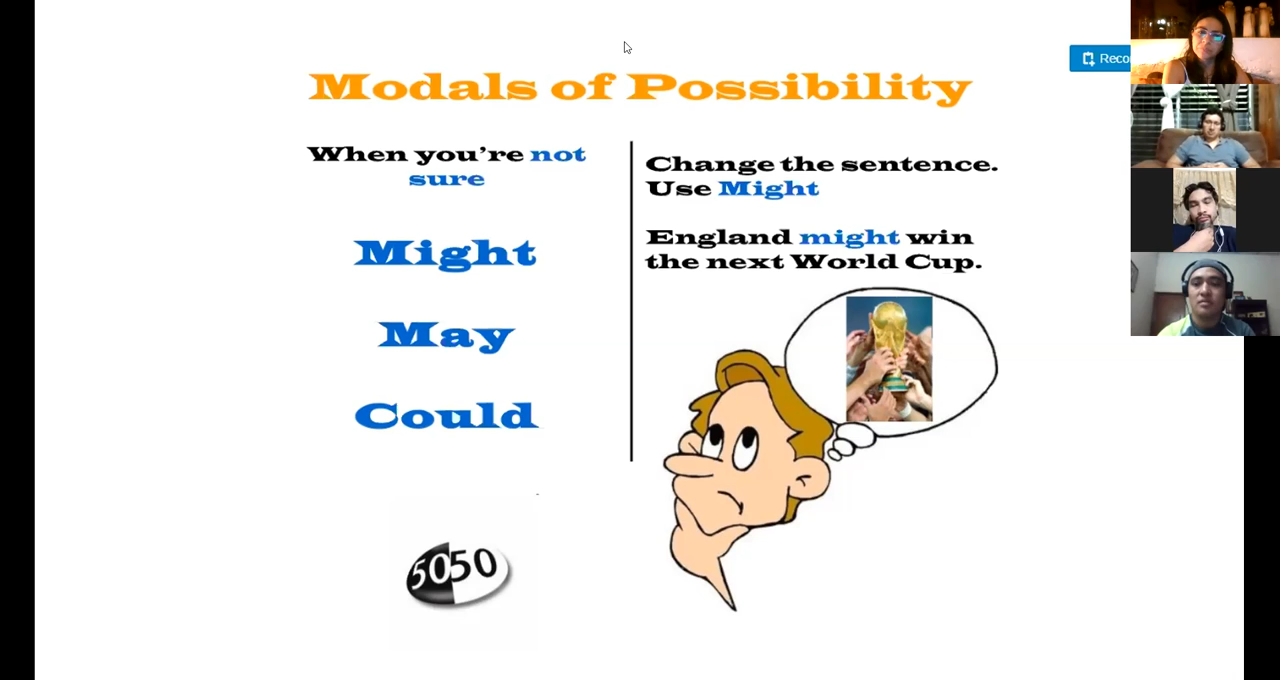 Modals of Possibility
When you're not
sure
Might
May
Could
5050
Change the sentence.
Use Might
England might win
the next World Cup.